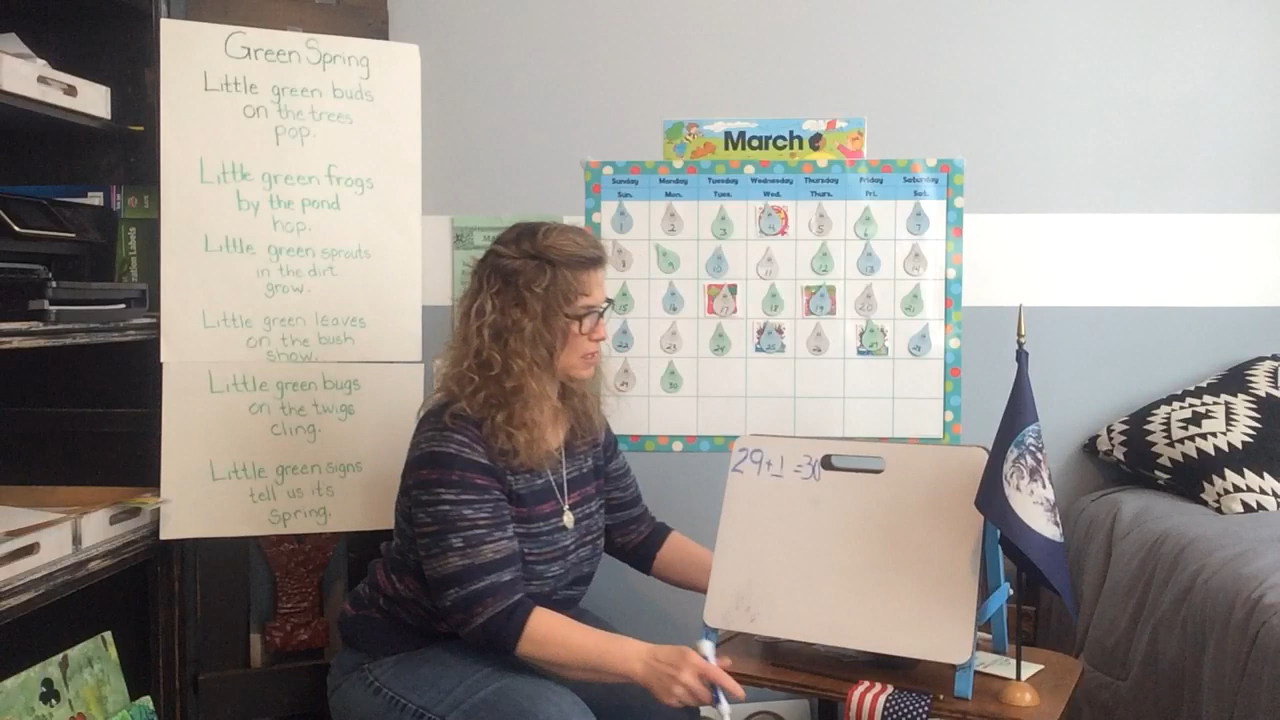 Green Spring
Little green buds
on the trees
pop.
Little green frogs
by the pond
hop.
Little green sprouts
in the dirt
grow.
Little green leaves
on the bush
show.
Little green bugs
on the twigs
cling.
Little green signs
tell us it's
spring.
March
Sunday Monday Tuesday Wednesday Thursday Friday Saturday
Sun. Mon. Tues. Wed. Thurs. Fri. Sat.
1 2 3 4 5 6 7
8 9 10 11 12 13 14
15 16 17 18 19 20 21
22 23 24 25 26 27 28
29 30
29+1=30